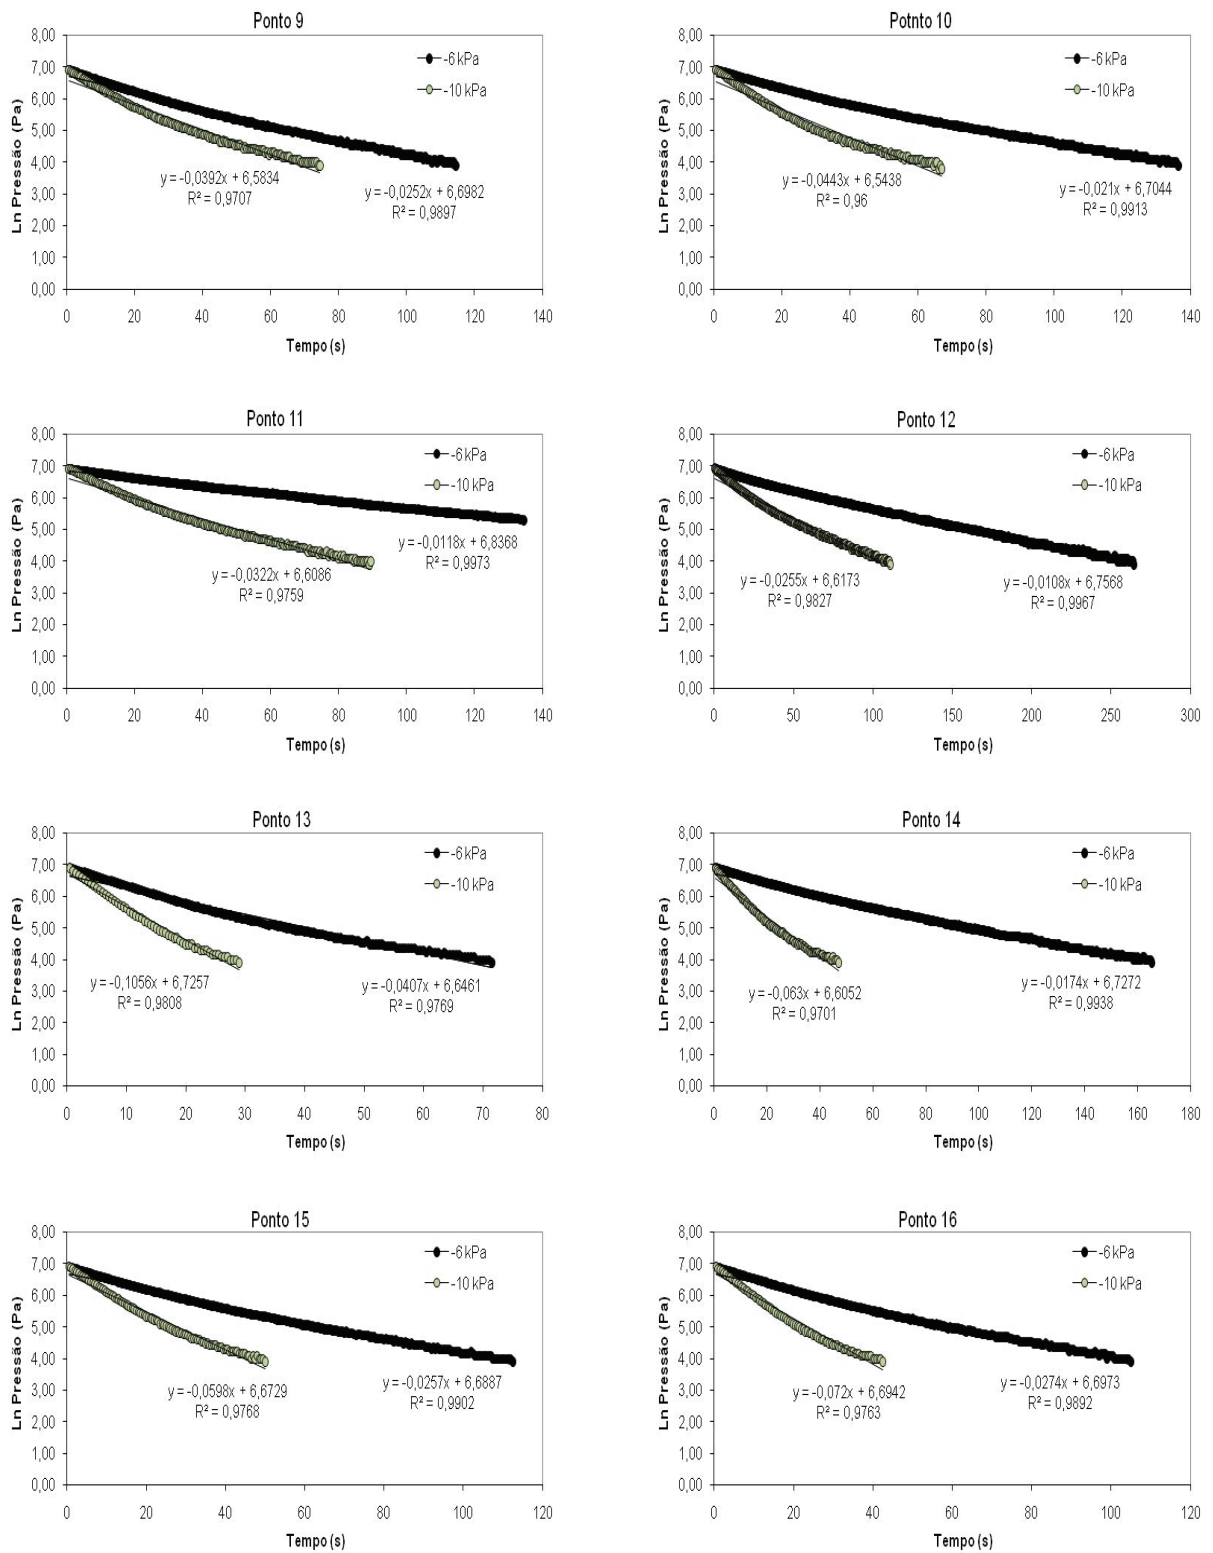 Ponto 9
8,00
7,00
6,00
5,00
4,00
3,00
2,00
1,00
0,00
Ln Pressão (Pa)
-6 kPa
-10 kPa
y = -0,0392x + 6,5834
R² = 0,9707
y = -0,0252x + 6,6982
R² = 0,9897
0 20 40 60 80 100 120 140
Tempo (s)
Potnto 10
8,00
7,00
6,00
5,00
4,00
3,00
2,00
1,00
0,00
Ln Pressão (Pa)
-6 kPa
-10 kPa
y = -0,0443x + 6,5438
R² = 0,96
y = -0,021x + 6,7044
R² = 0,9913
0 20 40 60 80 100 120 140
Tempo (s)
Ponto 11
8,00
7,00
6,00
5,00
4,00
3,00
2,00
1,00
0,00
Ln Pressão (Pa)
-6 kPa
-10 kPa
y = -0,0118x + 6,8368
R² = 0,9973
y = -0,0322x + 6,6086
R² = 0,9759
0 20 40 60 80 100 120 140
Tempo (s)
Ponto 12
8,00
7,00
6,00
5,00
4,00
3,00
2,00
1,00
0,00
Ln Pressão (Pa)
-6 kPa
-10 kPa
y = -0,0255x + 6,6173
R² = 0,9827
y = -0,0108x + 6,7568
R² = 0,9967
0 50 100 150 200 250 300
Tempo (s)
Ponto 13
8,00
7,00
6,00
5,00
4,00
3,00
2,00
1,00
0,00
Ln Pressão (Pa)
-6 kPa
-10 kPa
y = -0,1056x + 6,7257
R² = 0,9808
y = -0,0407x + 6,6461
R² = 0,9769
0 10 20 30 40 50 60 70 80
Tempo (s)
Ponto 14
8,00
7,00
6,00
5,00
4,00
3,00
2,00
1,00
0,00
Ln Pressão (Pa)
-6 kPa
-10 kPa
y = -0,063x + 6,6052
R² = 0,9701
y = -0,0174x + 6,7272
R² = 0,9938
0 20 40 60 80 100 120 140 160 180
Tempo (s)
Ponto 15
8,00
7,00
6,00
5,00
4,00
3,00
2,00
1,00
0,00
Ln Pressão (Pa)
-6 kPa
-10 kPa
y = -0,0598x + 6,6729
R² = 0,9768
y = -0,0257x + 6,6887
R² = 0,9902
0 20 40 60 80 100 120
Tempo (s)
Ponto 16
8,00
7,00
6,00
5,00
4,00
3,00
2,00
1,00
0,00
Ln Pressão (Pa)
-6 kPa
-10 kPa
y = -0,072x + 6,6942
R² = 0,9763
y = -0,0274x + 6,6973
R² = 0,9892
0 20 40 60 80 100 120
Tempo (s)